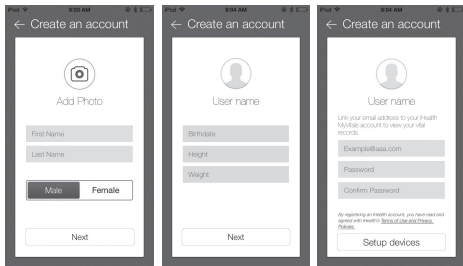 iPod 9:03 AM
← Create an account
Add Photo
First Name
Last Name
Male Female
Next
iPod 9:04 AM
← Create an account
User name
Birthdate
Height
Weight
Next
iPod 9:04 AM
← Create an account
User name
Link your email address to your iHealth
MyVitals account to view your vital
records.
Example@aaa.com
Password
Confirm Password
By registering an iHealth account, you have read and
agreed with iHealth's Terms of Use and Privacy
Policies.
Setup devices